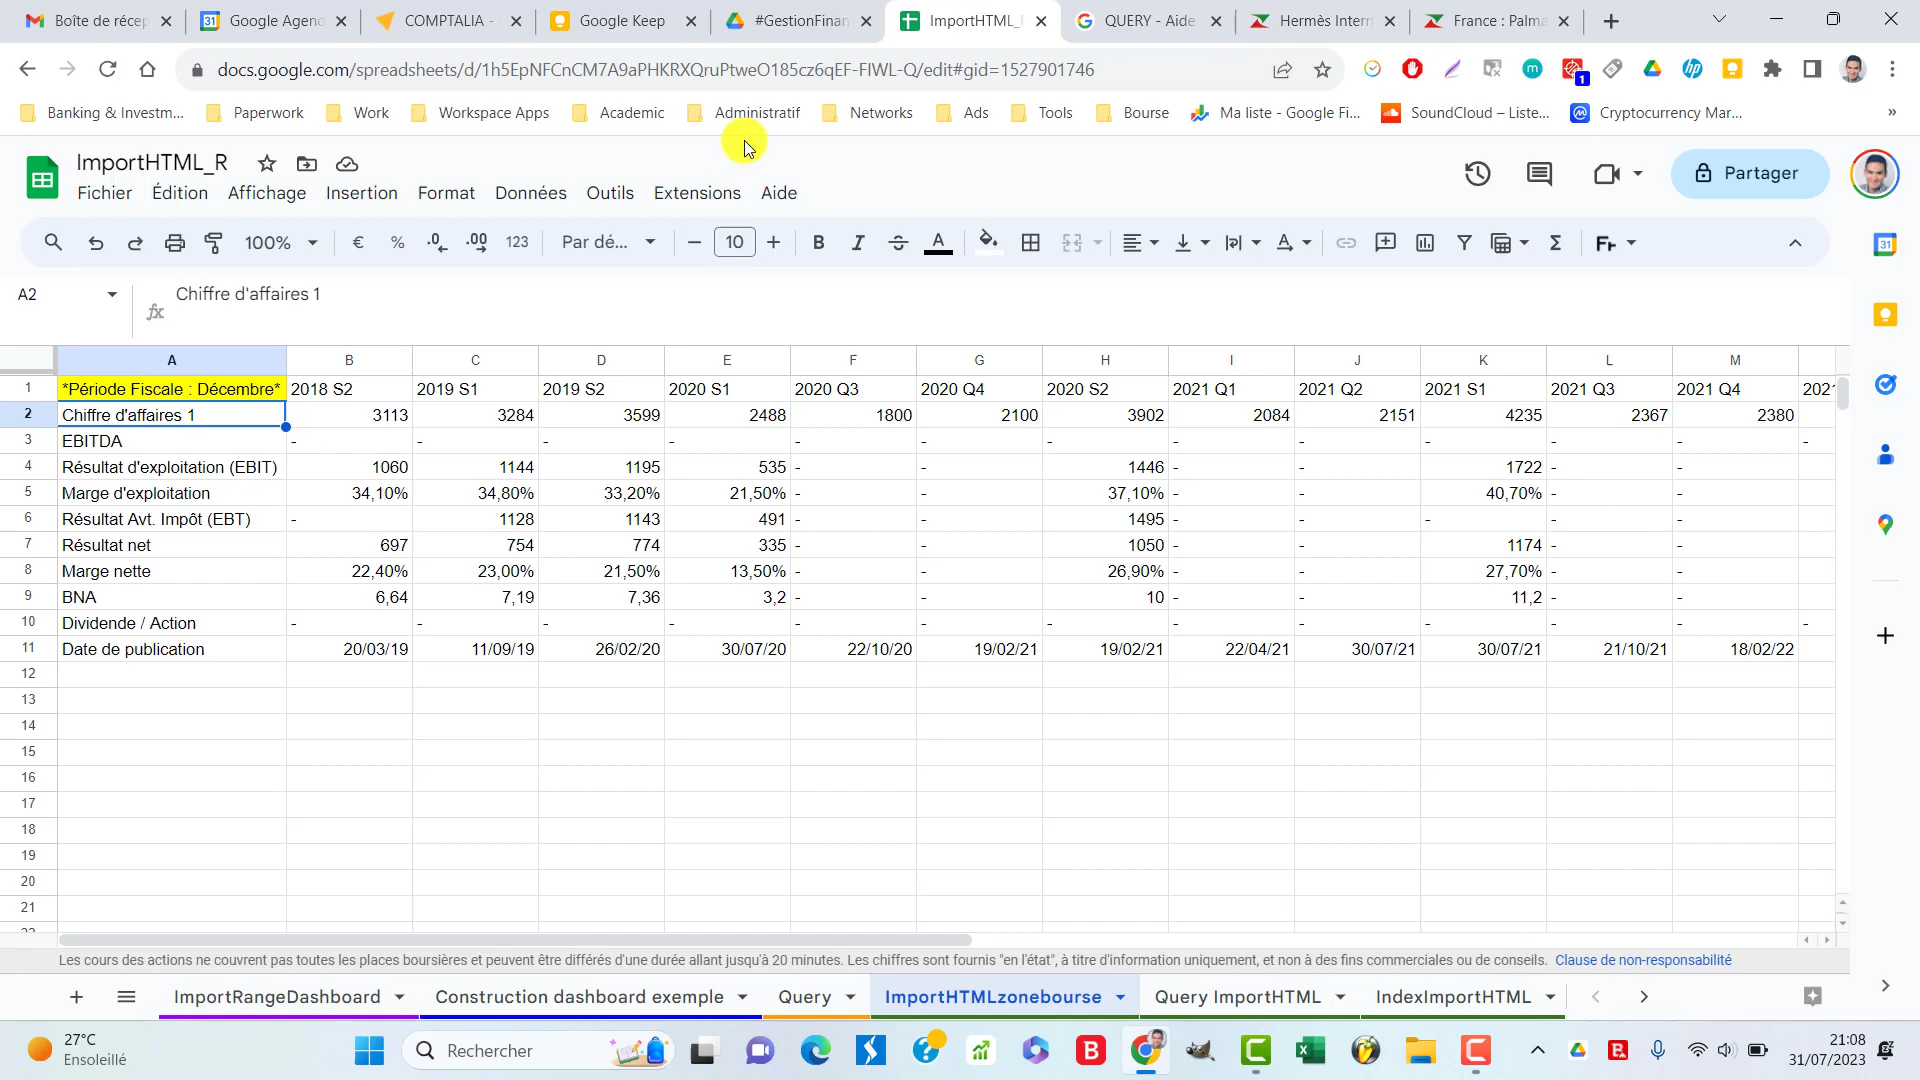 Boîte de récep
Google Agend
COMPTALIA -
Google Keep
#GestionFinan
ImportHTML_R
QUERY - Aide
Hermès Intern
France : Palma
docs.google.com/spreadsheets/d/1h5EpNFCnCM7A9aPHKRXQruPtweO185cz6qEF-FIWL-Q/edit#gid=1527901746
1
Banking & Investm... Paperwork Work Workspace Apps Academic Administratif Networks Ads Tools Bourse Ma liste - Google Fi... SoundCloud – Liste... Cryptocurrency Mar... »
ImportHTML_R
Fichier Édition Affichage Insertion Format Données Outils Extensions Aide
Partager
100% € % .0 .00 123 Par dé... 10 B I A Σ Fr
A2
fx Chiffre d'affaires 1
A B C D E F G H I J K L M
1 *Période Fiscale : Décembre* 2018 S2 2019 S1 2019 S2 2020 S1 2020 Q3 2020 Q4 2020 S2 2021 Q1 2021 Q2 2021 S1 2021 Q3 2021 Q4 2021
2 Chiffre d'affaires 1 3113 3284 3599 2488 1800 2100 3902 2084 2151 4235 2367 2380
3 EBITDA - - - - - - - - - - - - -
4 Résultat d'exploitation (EBIT) 1060 1144 1195 535 - - 1446 - - 1722 - -
5 Marge d'exploitation 34,10% 34,80% 33,20% 21,50% - - 37,10% - - 40,70% - -
6 Résultat Avt. Impôt (EBT) - 1128 1143 491 - - 1495 - - - - -
7 Résultat net 697 754 774 335 - - 1050 - - 1174 - -
8 Marge nette 22,40% 23,00% 21,50% 13,50% - - 26,90% - - 27,70% - -
9 BNA 6,64 7,19 7,36 3,2 - - 10 - - 11,2 - -
10 Dividende / Action - - - - - - - - - - - - -
11 Date de publication 20/03/19 11/09/19 26/02/20 30/07/20 22/10/20 19/02/21 19/02/21 22/04/21 30/07/21 30/07/21 21/10/21 18/02/22
12
13
14
15
16
17
18
19
20
21
22
Les cours des actions ne couvrent pas toutes les places boursières et peuvent être différés d'une durée allant jusqu'à 20 minutes. Les chiffres sont fournis "en l'état", à titre d'information uniquement, et non à des fins commerciales ou de conseils. Clause de non-responsabilité
ImportRangeDashboard Construction dashboard exemple Query ImportHTMLzonebourse Query ImportHTML IndexImportHTML
27°C
Ensoleillé
Rechercher
21:08
31/07/2023